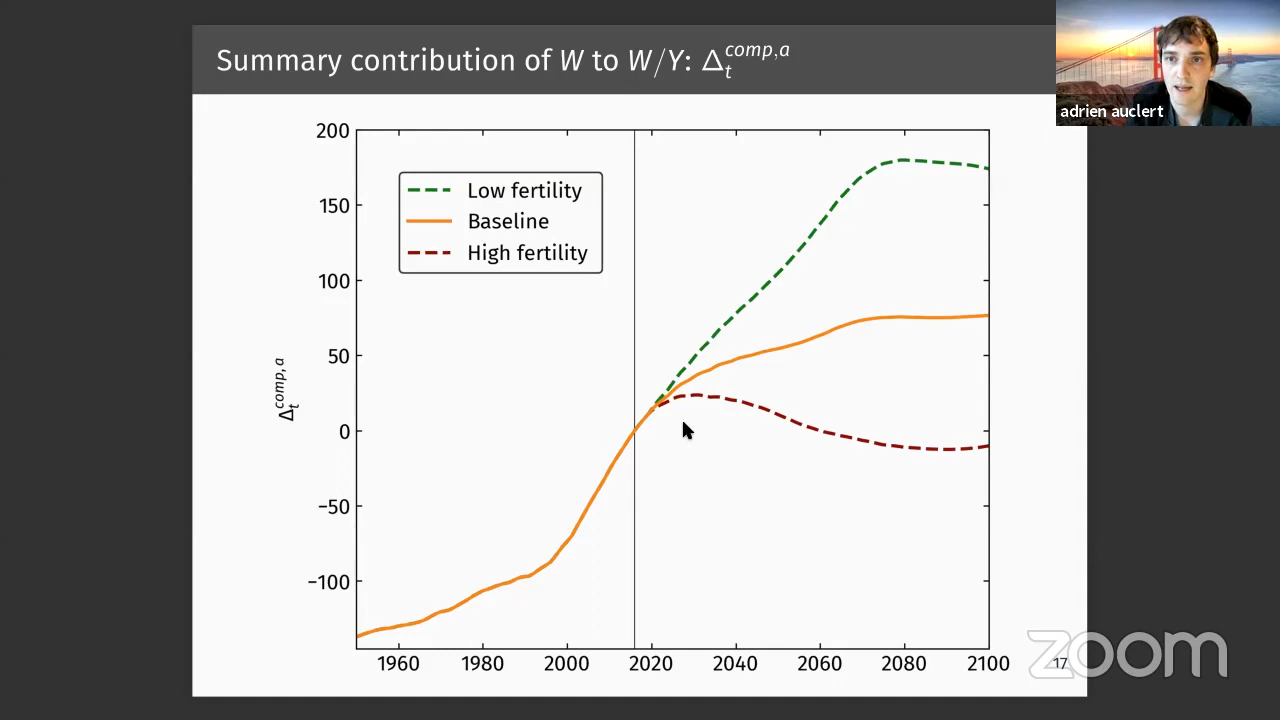 Summary contribution of W to W/Y: Δ_t^{comp,a}
adrien auclert
200
150
100
50
0
−50
−100
Δ_t^{comp,a}
Low fertility
Baseline
High fertility
1960 1980 2000 2020 2040 2060 2080 2100
17
zoom